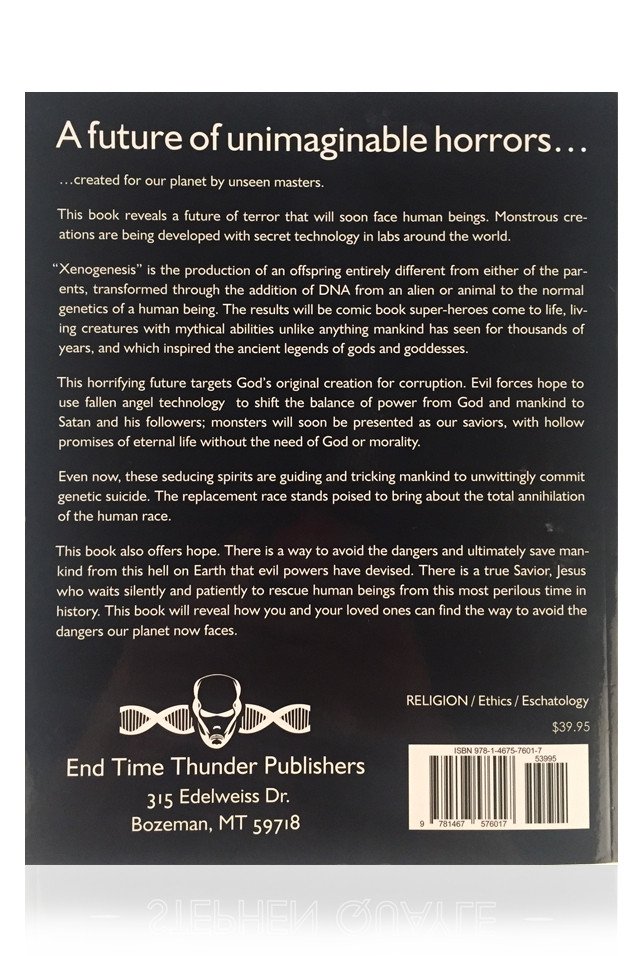 A future of unimaginable horrors…
…created for our planet by unseen masters.
This book reveals a future of terror that will soon face human beings. Monstrous cre-
ations are being developed with secret technology in labs around the world.
“Xenogenesis” is the production of an offspring entirely different from either of the par-
ents, transformed through the addition of DNA from an alien or animal to the normal
genetics of a human being. The results will be comic book super-heroes come to life, liv-
ing creatures with mythical abilities unlike anything mankind has seen for thousands of
years, and which inspired the ancient legends of gods and goddesses.
This horrifying future targets God’s original creation for corruption. Evil forces hope to
use fallen angel technology to shift the balance of power from God and mankind to
Satan and his followers; monsters will soon be presented as our saviors, with hollow
promises of eternal life without the need of God or morality.
Even now, these seducing spirits are guiding and tricking mankind to unwittingly commit
genetic suicide. The replacement race stands poised to bring about the total annihilation
of the human race.
This book also offers hope. There is a way to avoid the dangers and ultimately save man-
kind from this hell on Earth that evil powers have devised. There is a true Savior, Jesus
who waits silently and patiently to rescue human beings from this most perilous time in
history. This book will reveal how you and your loved ones can find the way to avoid the
dangers our planet now faces.
RELIGION / Ethics / Eschatology
$39.95
End Time Thunder Publishers
315 Edelweiss Dr.
Bozeman, MT 59718
ISBN 978-1-4675-7601-7
53995
9 781467 576017
STEPHEN QUAYLE